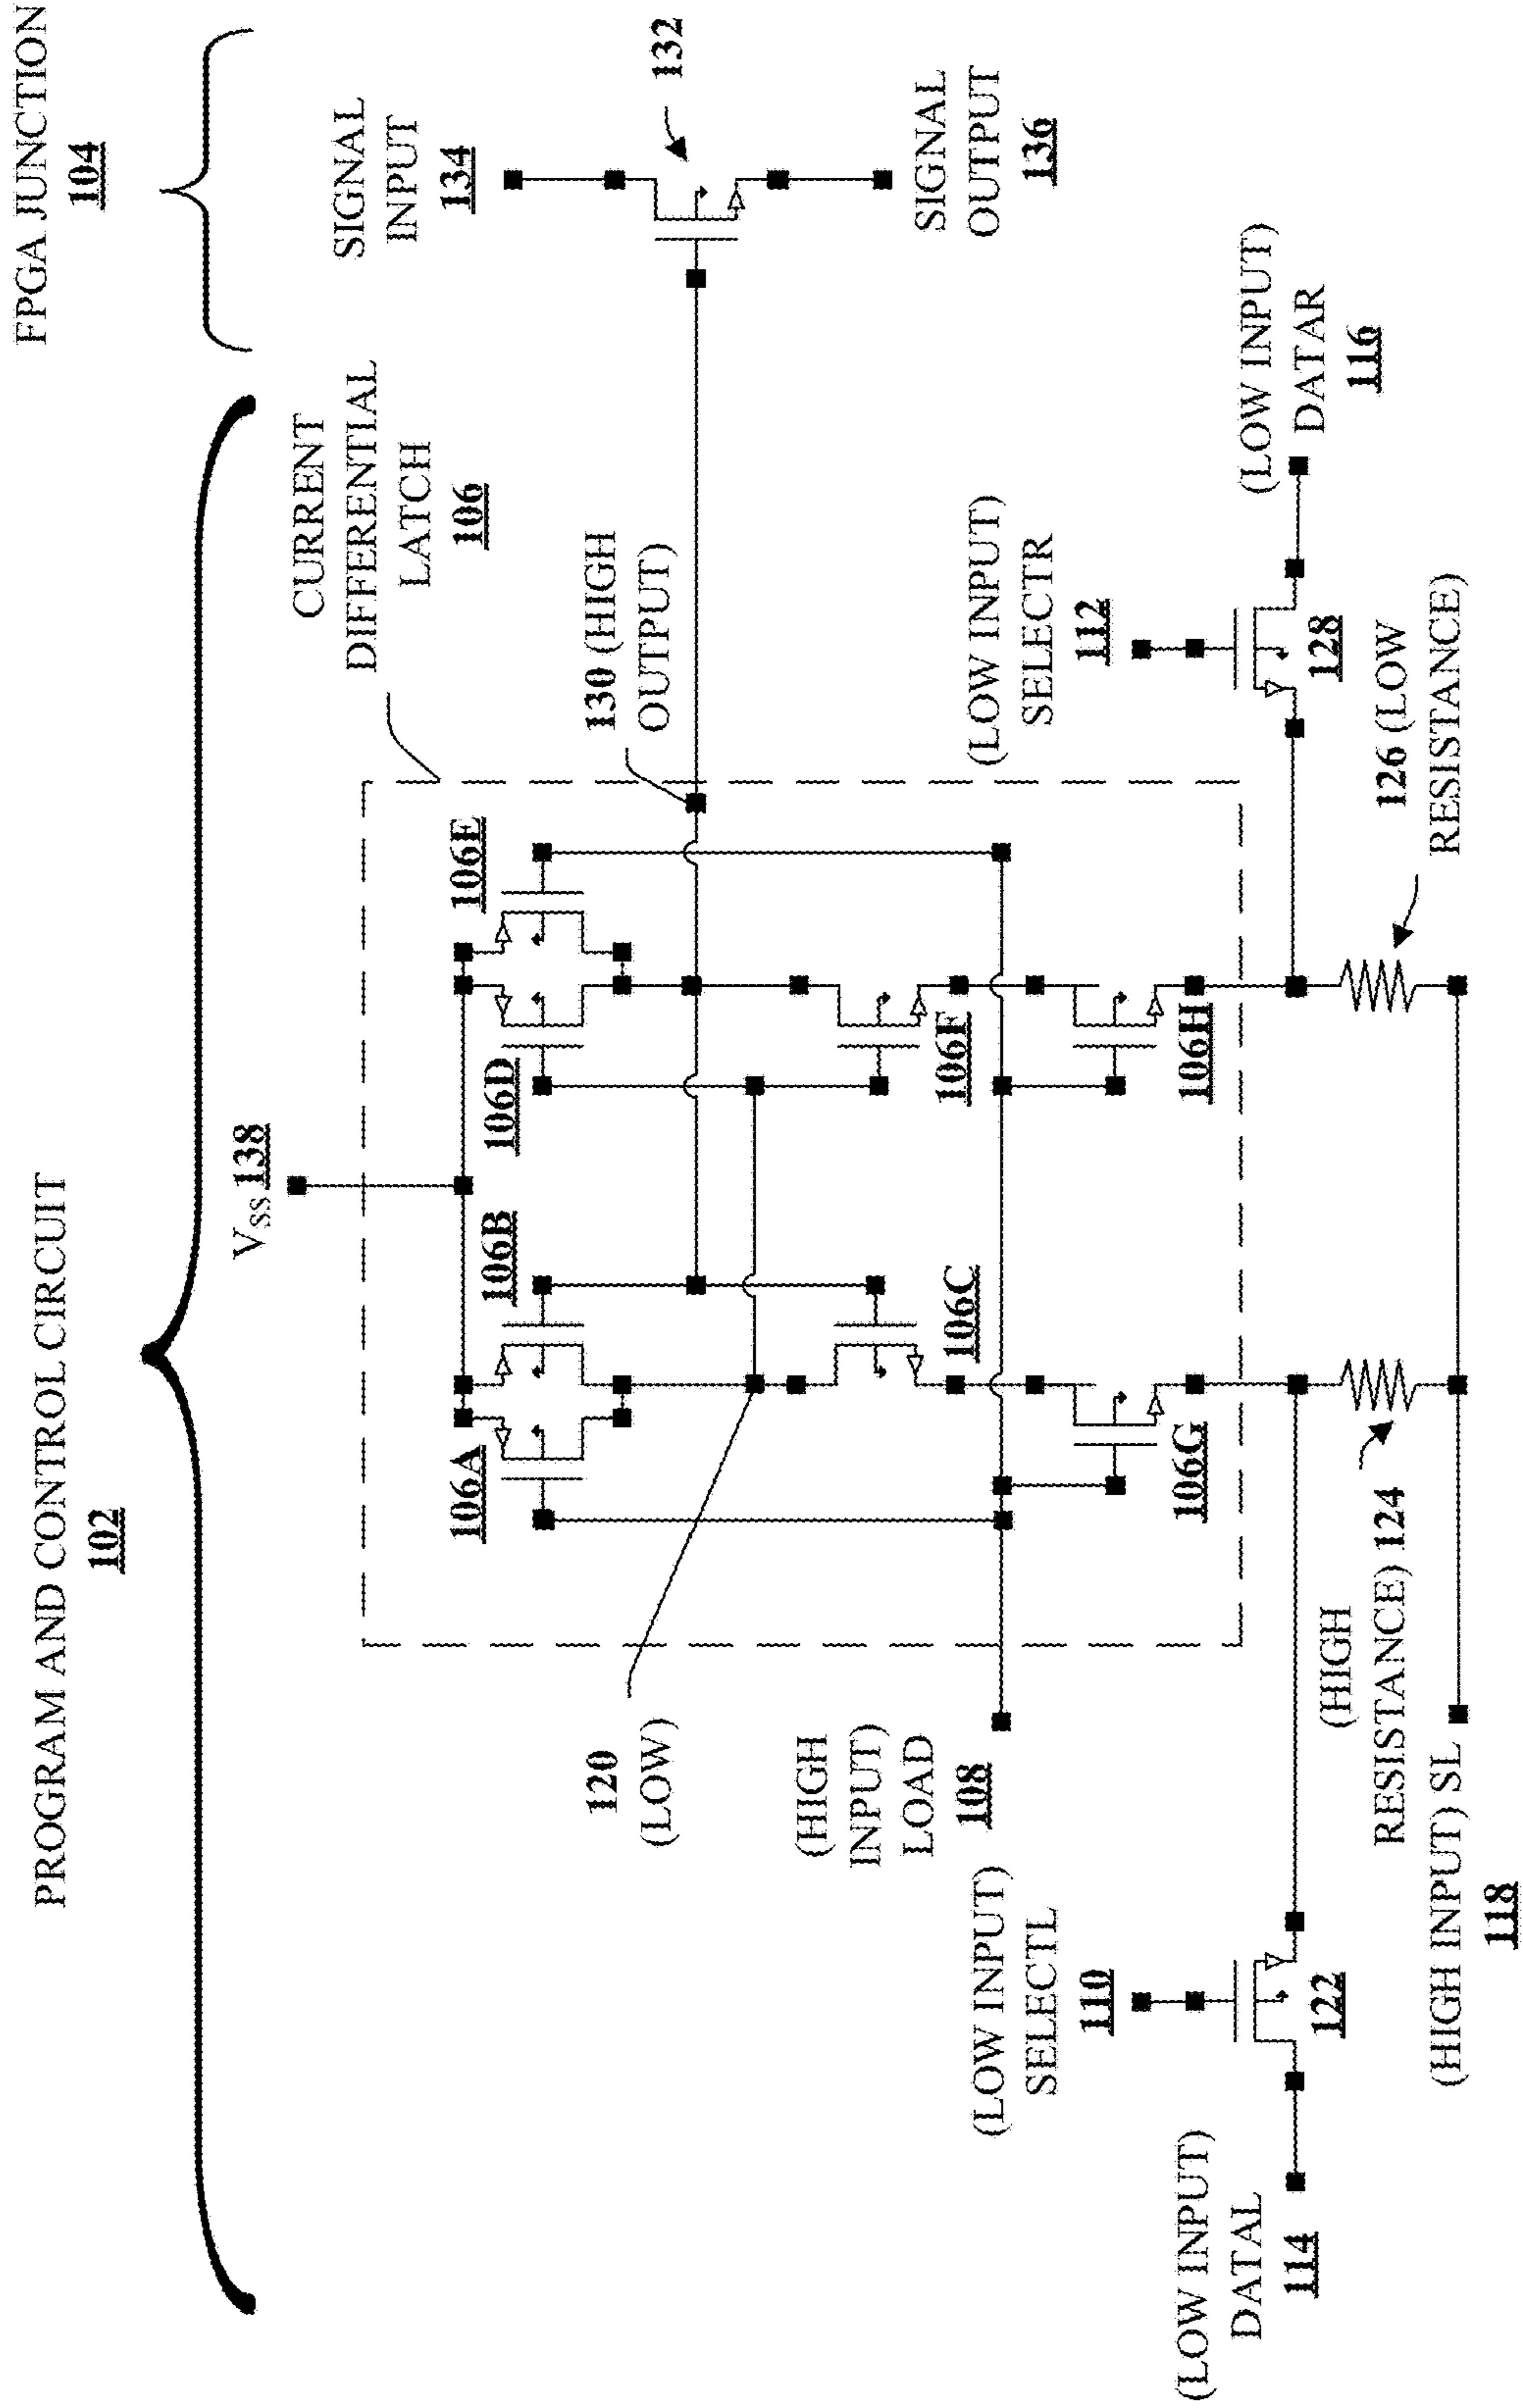 PROGRAM AND CONTROL CIRCUIT
102
FPGA JUNCTION
104
VSS 138
CURRENT
DIFFERENTIAL
LATCH
106
SIGNAL
INPUT
134
132
SIGNAL
OUTPUT
136
106A
106B
106D
106E
130 (HIGH
OUTPUT)
120
(LOW)
106C
106F
(HIGH
INPUT)
LOAD
108
106G
106H
(LOW INPUT)
SELECTL
110
(LOW INPUT)
SELECTR
112
(LOW INPUT)
DATAL
114
122
128
(LOW INPUT)
DATAR
116
(HIGH
RESISTANCE) 124
126 (LOW
RESISTANCE)
(HIGH INPUT) SL
118